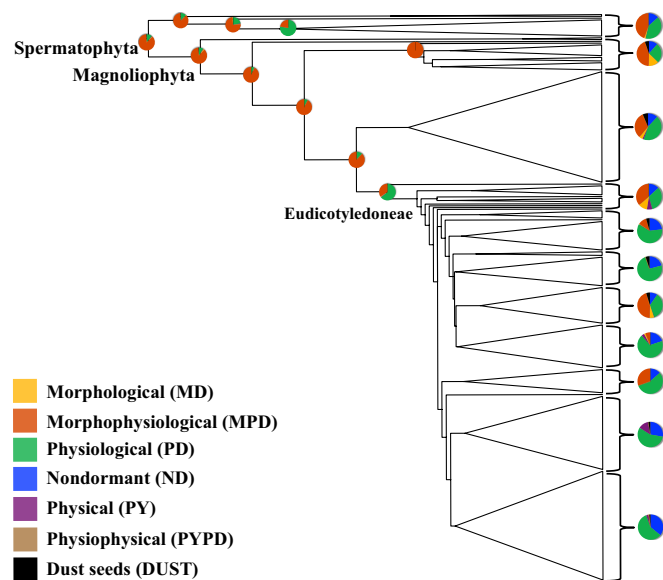 Spermatophyta
Magnoliophyta
Eudicotyledoneae
Morphological (MD)
Morphophysiological (MPD)
Physiological (PD)
Nondormant (ND)
Physical (PY)
Physiophysical (PYPD)
Dust seeds (DUST)